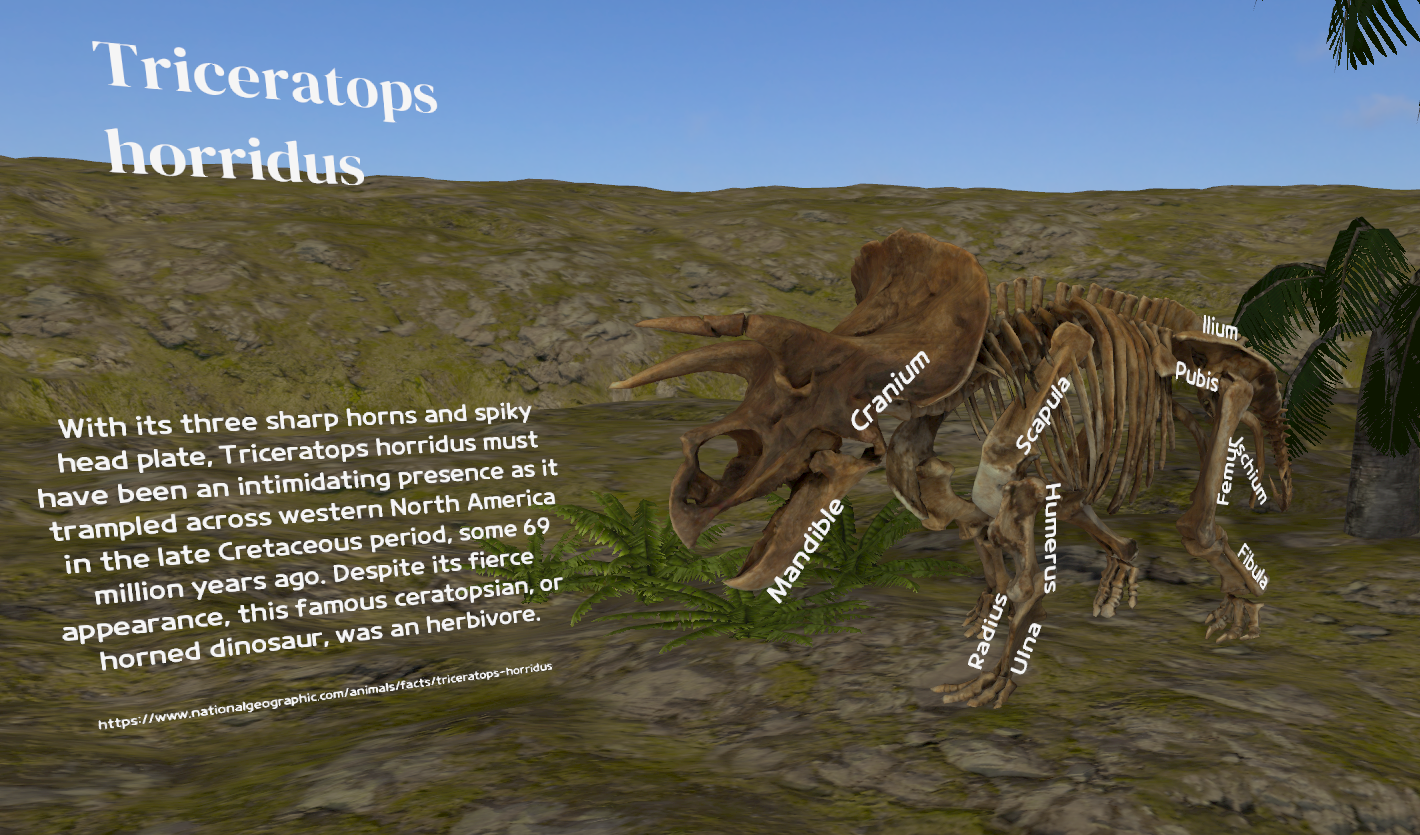 Triceratops
horridus
With its three sharp horns and spiky
head plate, Triceratops horridus must
have been an intimidating presence as it
trampled across western North America
in the late Cretaceous period, some 69
million years ago. Despite its fierce
appearance, this famous ceratopsian, or
horned dinosaur, was an herbivore.
https://www.nationalgeographic.com/animals/facts/triceratops-horridus
Cranium
Mandible
Scapula
Humerus
Radius
Ulna
Ilium
Pubis
Ischium
Femur
Fibula